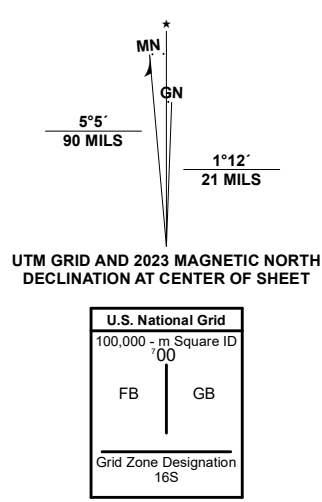 ★
MN
GN
5°5´
90 MILS
1°12´
21 MILS
UTM GRID AND 2023 MAGNETIC NORTH
DECLINATION AT CENTER OF SHEET
U.S. National Grid
100,000 - m Square ID
⁷00
FB GB
Grid Zone Designation
16S